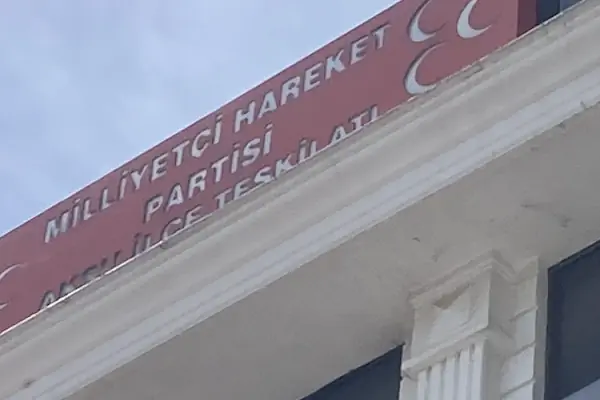 MİLLİYETÇİ HAREKET
PARTİSİ
İLÇE TEŞKİLATI